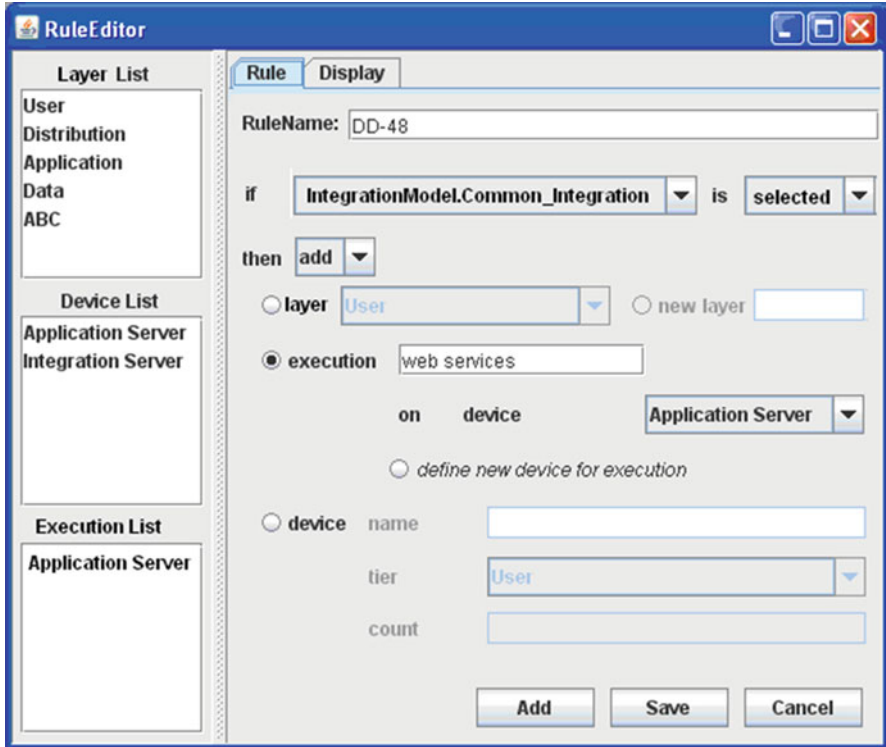 RuleEditor
Layer List
User
Distribution
Application
Data
ABC
Device List
Application Server
Integration Server
Execution List
Application Server
Rule Display
RuleName: DD-48
if IntegrationModel.Common_Integration is selected
then add
layer User new layer
execution web services
on device Application Server
define new device for execution
device name
tier User
count
Add Save Cancel